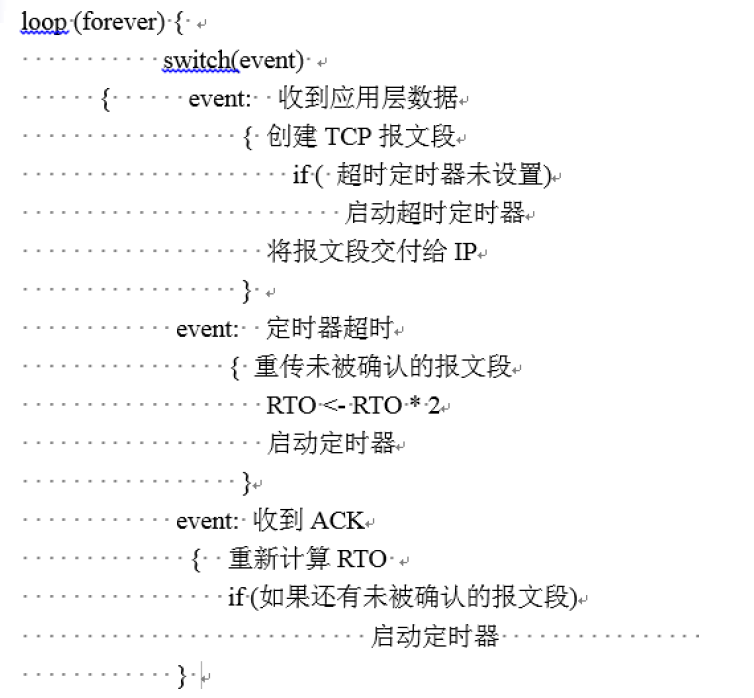 loop (forever) {
switch(event)
{ event: 收到应用层数据
{ 创建 TCP 报文段
if ( 超时定时器未设置)
启动超时定时器
将报文段交付给 IP
}
event: 定时器超时
{ 重传未被确认的报文段
RTO <- RTO * 2
启动定时器
}
event: 收到 ACK
{ 重新计算 RTO
if (如果还有未被确认的报文段)
启动定时器
}